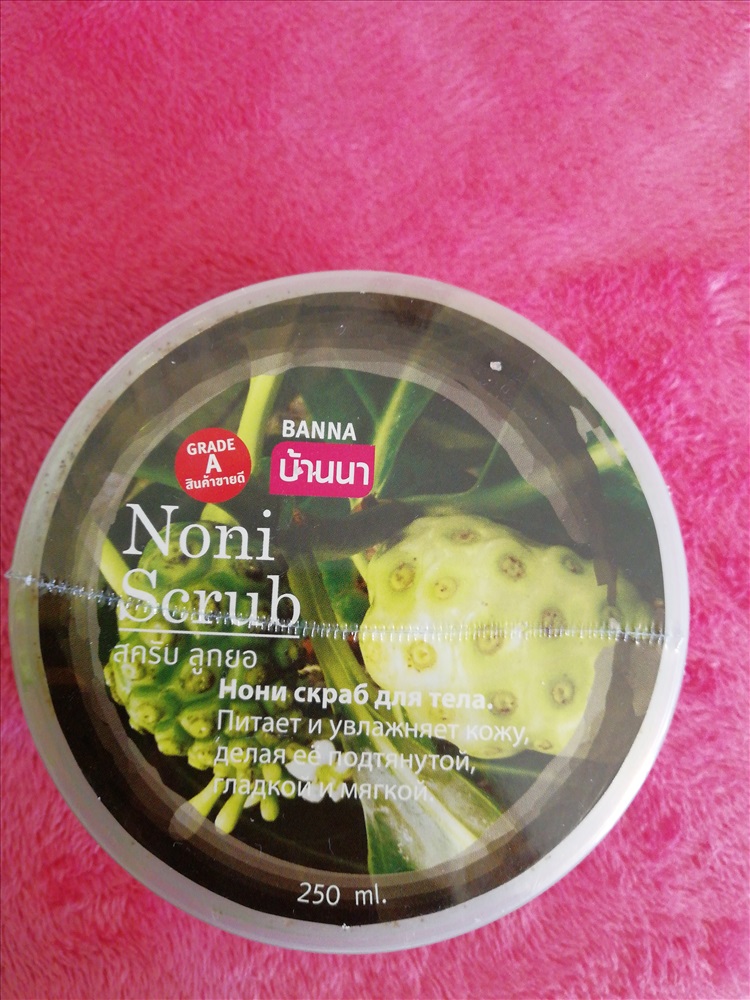 BANNA
บ้านนา
GRADE
A
สินค้าขายดี
Noni
Scrub
สครับ ลูกยอ
Нони скраб для тела.
Питает и увлажняет кожу,
делая её подтянутой,
гладкой и мягкой.
250 ml.